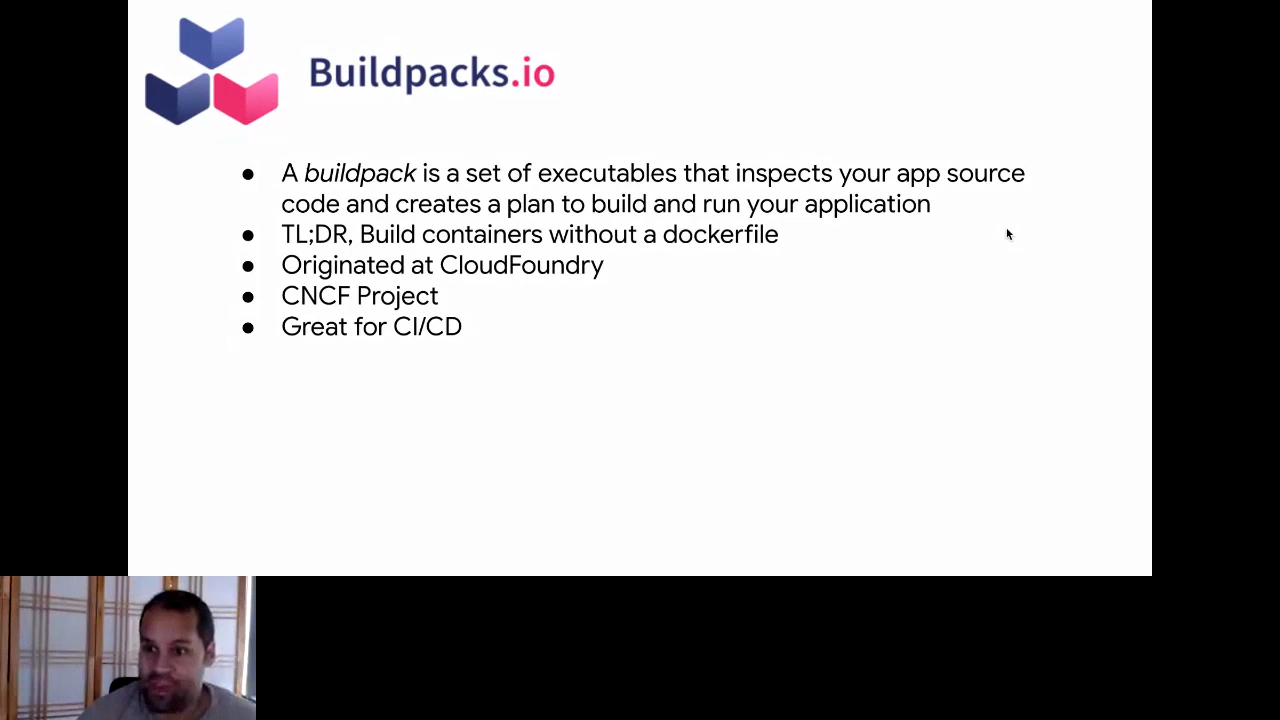 Buildpacks.io
● A buildpack is a set of executables that inspects your app source
code and creates a plan to build and run your application
● TL;DR, Build containers without a dockerfile
● Originated at CloudFoundry
● CNCF Project
● Great for CI/CD